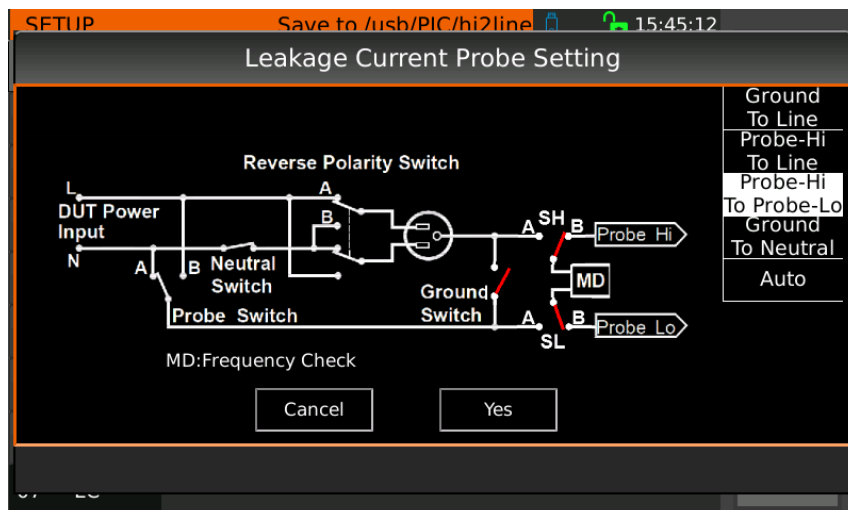 SETUP Save to /usb/PIC/hi2line 15:45:12
Leakage Current Probe Setting
Ground
To Line
Probe-Hi
To Line
Probe-Hi
To Probe-Lo
Ground
To Neutral
Auto
Reverse Polarity Switch
L
A
DUT Power
Input
B
N
A
B
Neutral
Switch
A
SH
B
Probe Hi
MD
Ground
Switch
Probe Switch
A
SL
B
Probe Lo
MD:Frequency Check
Cancel
Yes